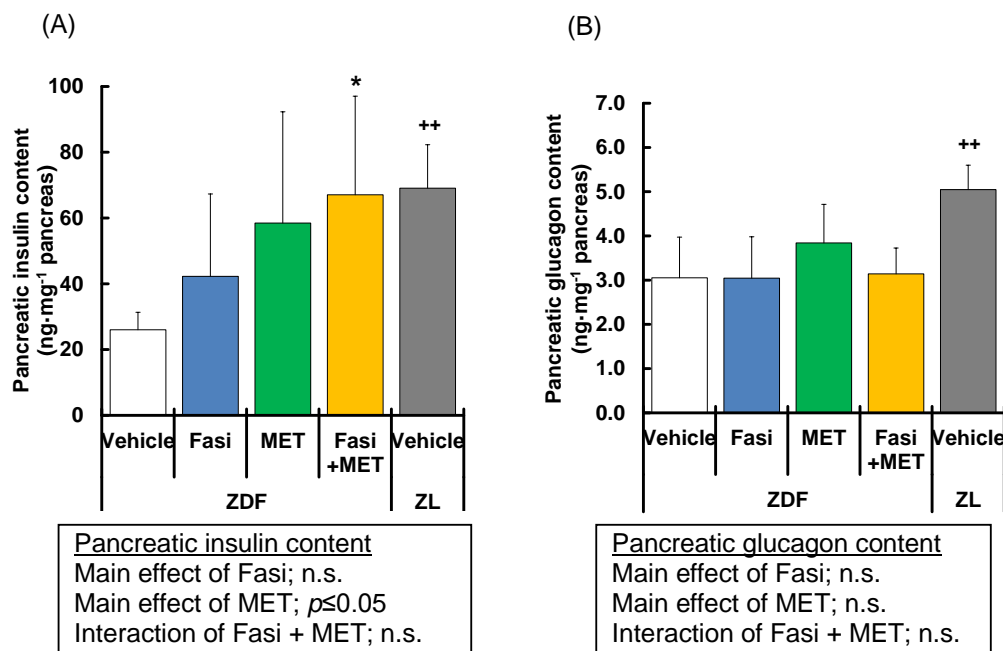 (A)
Pancreatic insulin content
(ng·mg⁻¹ pancreas)
100
80
60
40
20
0
*
++
Vehicle Fasi MET Fasi +MET Vehicle
ZDF ZL
Pancreatic insulin content
Main effect of Fasi; n.s.
Main effect of MET; p≤0.05
Interaction of Fasi + MET; n.s.
(B)
Pancreatic glucagon content
(ng·mg⁻¹ pancreas)
7.0
6.0
5.0
4.0
3.0
2.0
1.0
0.0
++
Vehicle Fasi MET Fasi +MET Vehicle
ZDF ZL
Pancreatic glucagon content
Main effect of Fasi; n.s.
Main effect of MET; n.s.
Interaction of Fasi + MET; n.s.